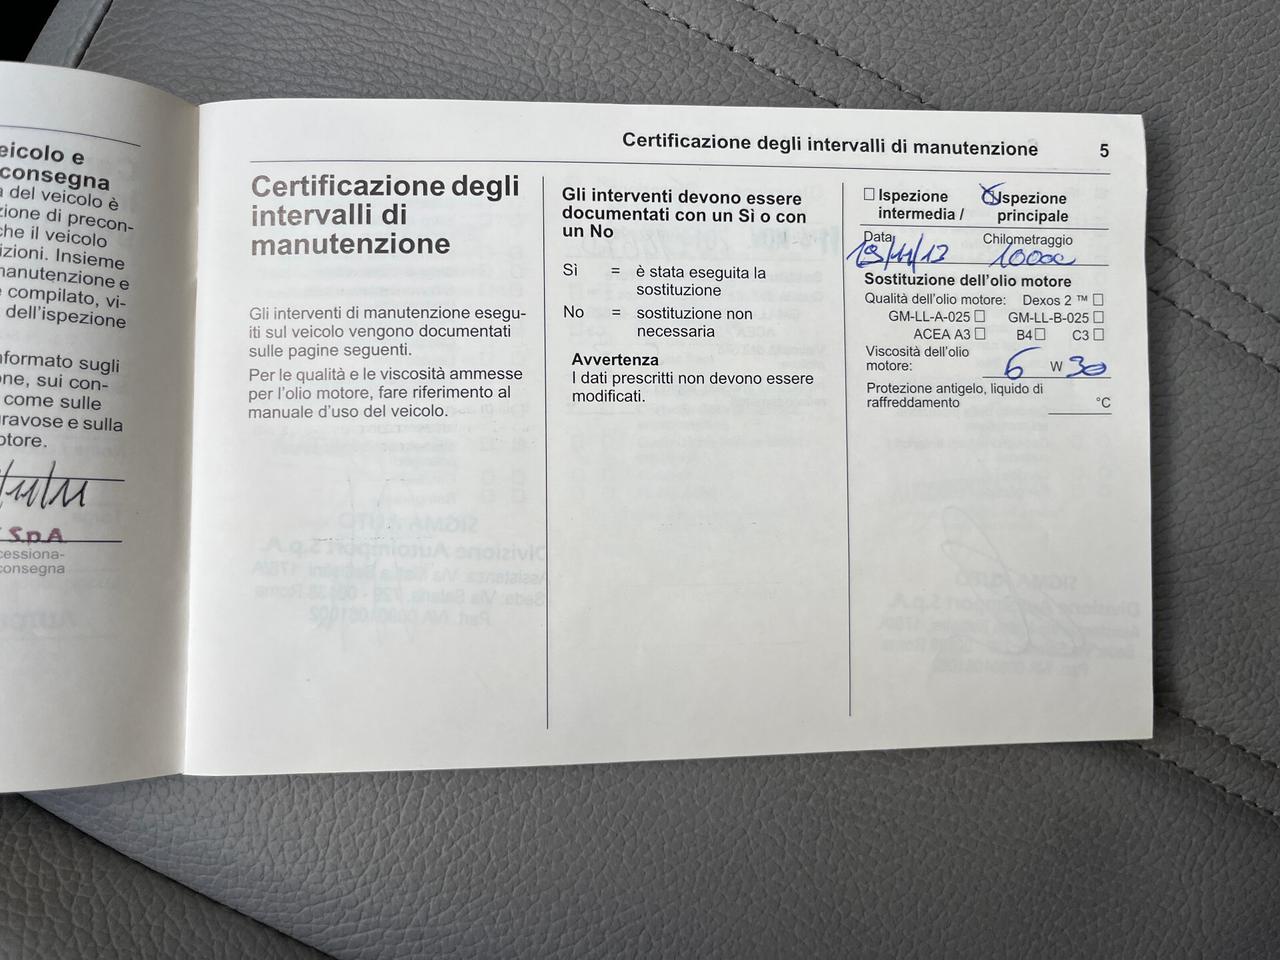 eicolo e
consegna
a del veicolo è
zione di precon-
che il veicolo
izioni. Insieme
manutenzione e
e compilato, vi-
dell'ispezione
nformato sugli
one, sui con-
come sulle
gravose e sulla
otore.
/11/11
S.p.A
cessiona-
consegna
Certificazione degli intervalli di manutenzione 5
Certificazione degli
intervalli di
manutenzione
Gli interventi di manutenzione esegu-
iti sul veicolo vengono documentati
sulle pagine seguenti.
Per le qualità e le viscosità ammesse
per l'olio motore, fare riferimento al
manuale d'uso del veicolo.
Gli interventi devono essere
documentati con un Sì o con
un No
Sì = è stata eseguita la
sostituzione
No = sostituzione non
necessaria
Avvertenza
I dati prescritti non devono essere
modificati.
☐ Ispezione
intermedia /
☒ Ispezione
principale
Data Chilometraggio
19/11/13 10000
Sostituzione dell'olio motore
Qualità dell'olio motore: Dexos 2 ™ ☐
GM-LL-A-025 ☐ GM-LL-B-025 ☐
ACEA A3 ☐ B4 ☐ C3 ☐
Viscosità dell'olio
motore: 6 W 30
Protezione antigelo, liquido di
raffreddamento °C